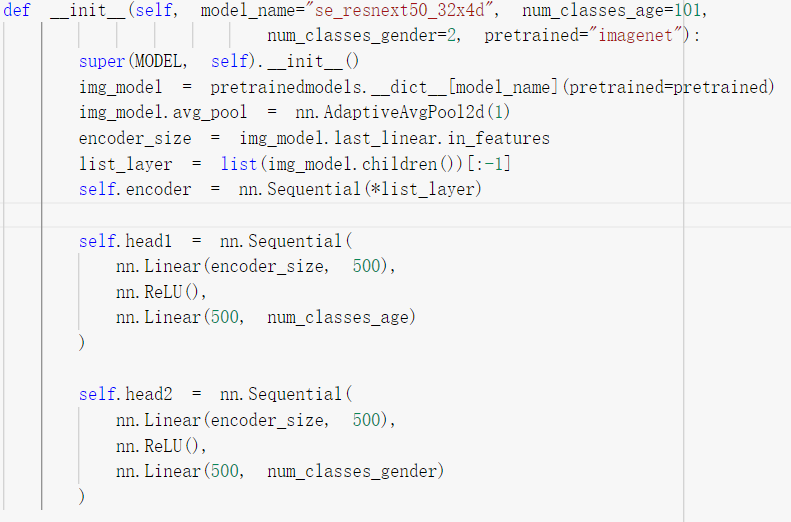 def __init__(self, model_name="se_resnext50_32x4d", num_classes_age=101,
num_classes_gender=2, pretrained="imagenet"):
super(MODEL, self).__init__()
img_model = pretrainedmodels.__dict__[model_name](pretrained=pretrained)
img_model.avg_pool = nn.AdaptiveAvgPool2d(1)
encoder_size = img_model.last_linear.in_features
list_layer = list(img_model.children())[:-1]
self.encoder = nn.Sequential(*list_layer)
self.head1 = nn.Sequential(
nn.Linear(encoder_size, 500),
nn.ReLU(),
nn.Linear(500, num_classes_age)
)
self.head2 = nn.Sequential(
nn.Linear(encoder_size, 500),
nn.ReLU(),
nn.Linear(500, num_classes_gender)
)